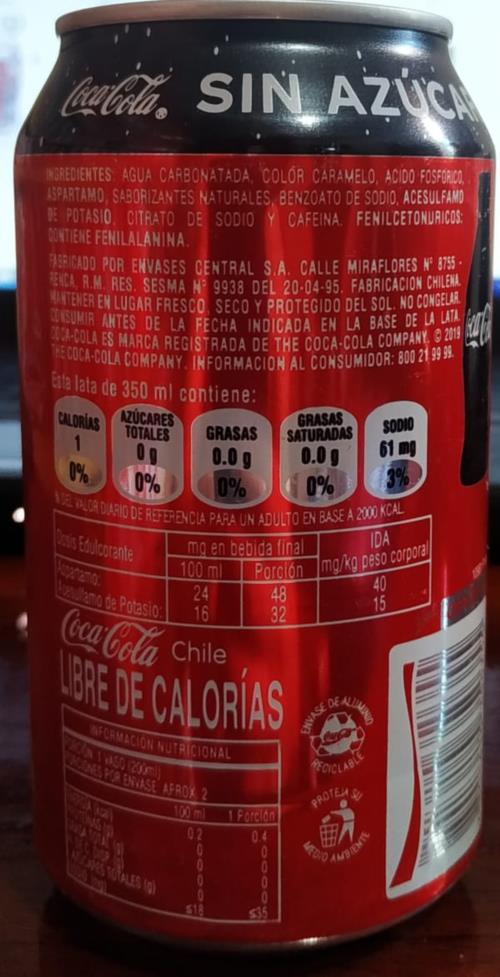 Coca-Cola® SIN AZÚCA
INGREDIENTES: AGUA CARBONATADA, COLOR CARAMELO, ACIDO FOSFORICO,
ASPARTAMO, SABORIZANTES NATURALES, BENZOATO DE SODIO, ACESULFAMO
DE POTASIO, CITRATO DE SODIO Y CAFEINA. FENILCETONURICOS:
CONTIENE FENILALANINA.
FABRICADO POR ENVASES CENTRAL S.A. CALLE MIRAFLORES Nº 8755 -
RENCA, R.M. RES. SESMA Nº 9938 DEL 20-04-95. FABRICACION CHILENA.
MANTENER EN LUGAR FRESCO, SECO Y PROTEGIDO DEL SOL. NO CONGELAR.
CONSUMIR ANTES DE LA FECHA INDICADA EN LA BASE DE LA LATA.
COCA-COLA ES MARCA REGISTRADA DE THE COCA-COLA COMPANY. © 2019
THE COCA-COLA COMPANY. INFORMACION AL CONSUMIDOR: 800 21 99 99.
Esta lata de 350 ml contiene:
CALORÍAS 1 0%
AZÚCARES TOTALES 0 g 0%
GRASAS 0.0 g 0%
GRASAS SATURADAS 0.0 g 0%
SODIO 61 mg 3%
% DEL VALOR DIARIO DE REFERENCIA PARA UN ADULTO EN BASE A 2000 KCAL.
Dosis Edulcorante mg en bebida final IDA
100 ml Porción mg/kg peso corporal
Aspartamo: 24 48 40
Acesulfamo de Potasio: 16 32 15
Coca-Cola Chile
LIBRE DE CALORÍAS
ENVASE DE ALUMINIO
RECICLABLE
PROTEJA SU
MEDIO AMBIENTE
INFORMACIÓN NUTRICIONAL
PORCIÓN: 1 VASO (200ml)
PORCIONES POR ENVASE: APROX. 2
100 ml 1 Porción
0.2 0.4
0 0
0 0
0 0
AZÚCARES TOTALES (g) 0 0
≤18 ≤35